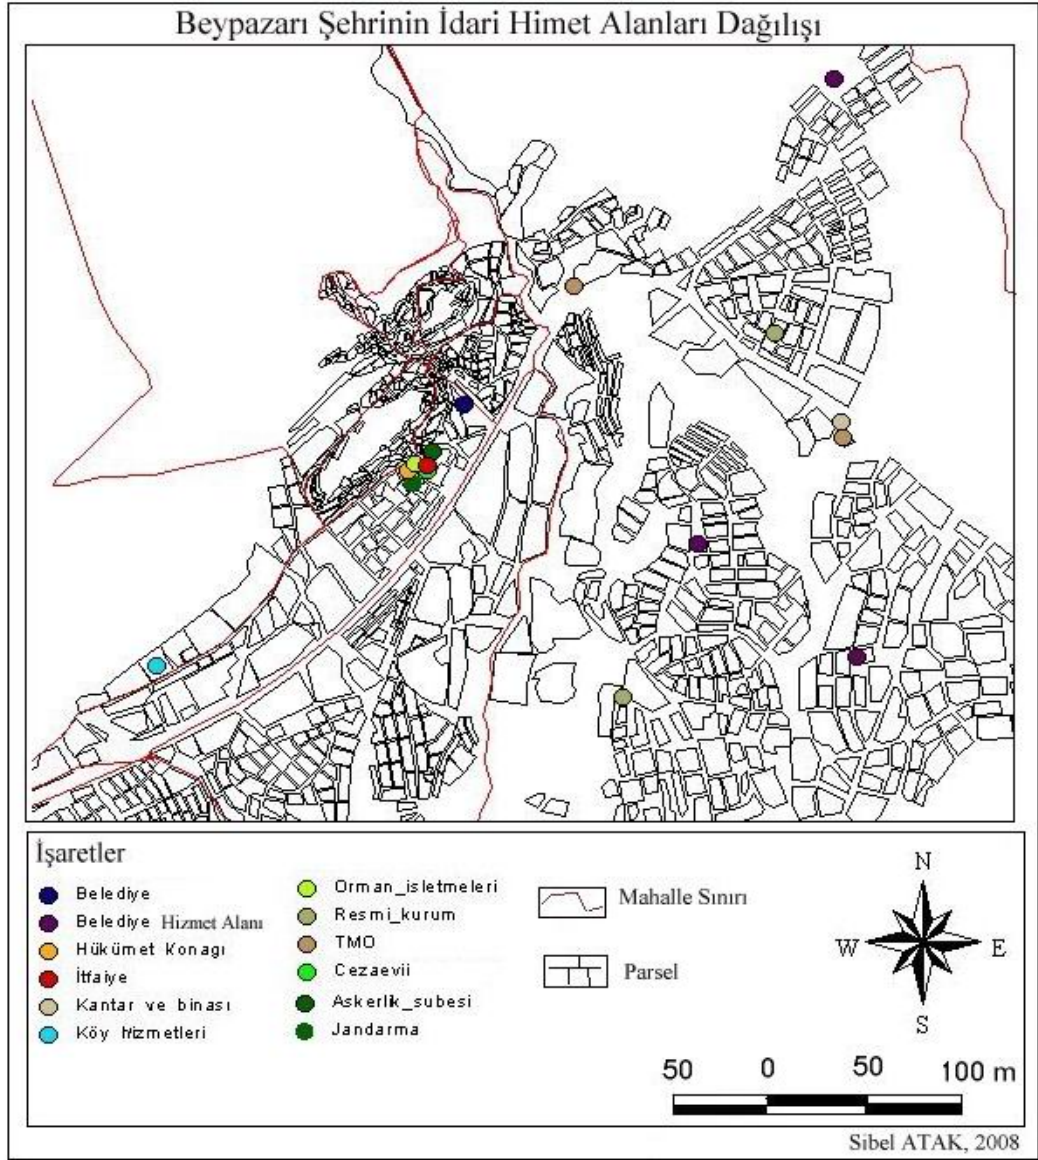 Beypazarı Şehrinin İdari Himet Alanları Dağılışı
İşaretler
Belediye
Belediye Hizmet Alanı
Hükümet Konagı
İtfaiye
Kantar ve binası
Köy Hizmetleri
Orman_isletmeleri
Resmi_kurum
TMO
Cezaevii
Askerlik_subesi
Jandarma
Mahalle Sınırı
Parsel
N
W E
S
50 0 50 100 m
Sibel ATAK, 2008